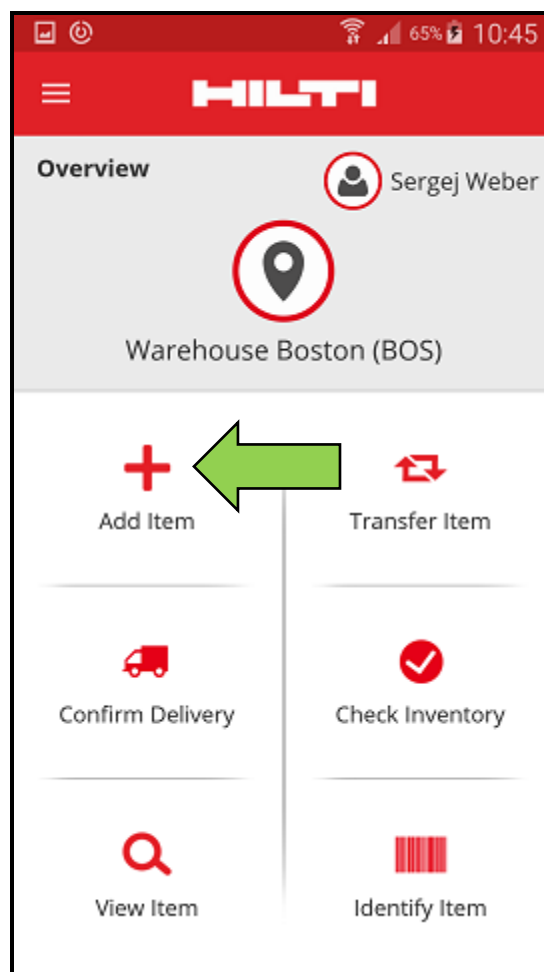 65% 10:45
HILTI
Overview
Sergej Weber
Warehouse Boston (BOS)
Add Item
Transfer Item
Confirm Delivery
Check Inventory
View Item
Identify Item